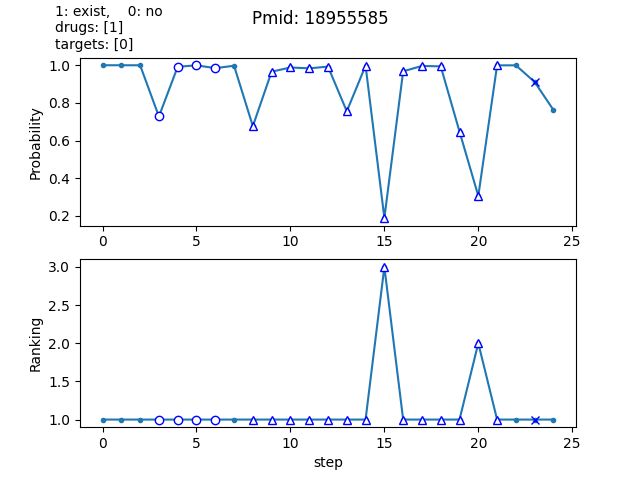 1: exist,    0: no
drugs: [1]
targets: [0]
Pmid: 18955585
Probability
1.0
0.8
0.6
0.4
0.2
0 5 10 15 20 25
Ranking
3.0
2.5
2.0
1.5
1.0
0 5 10 15 20 25
step